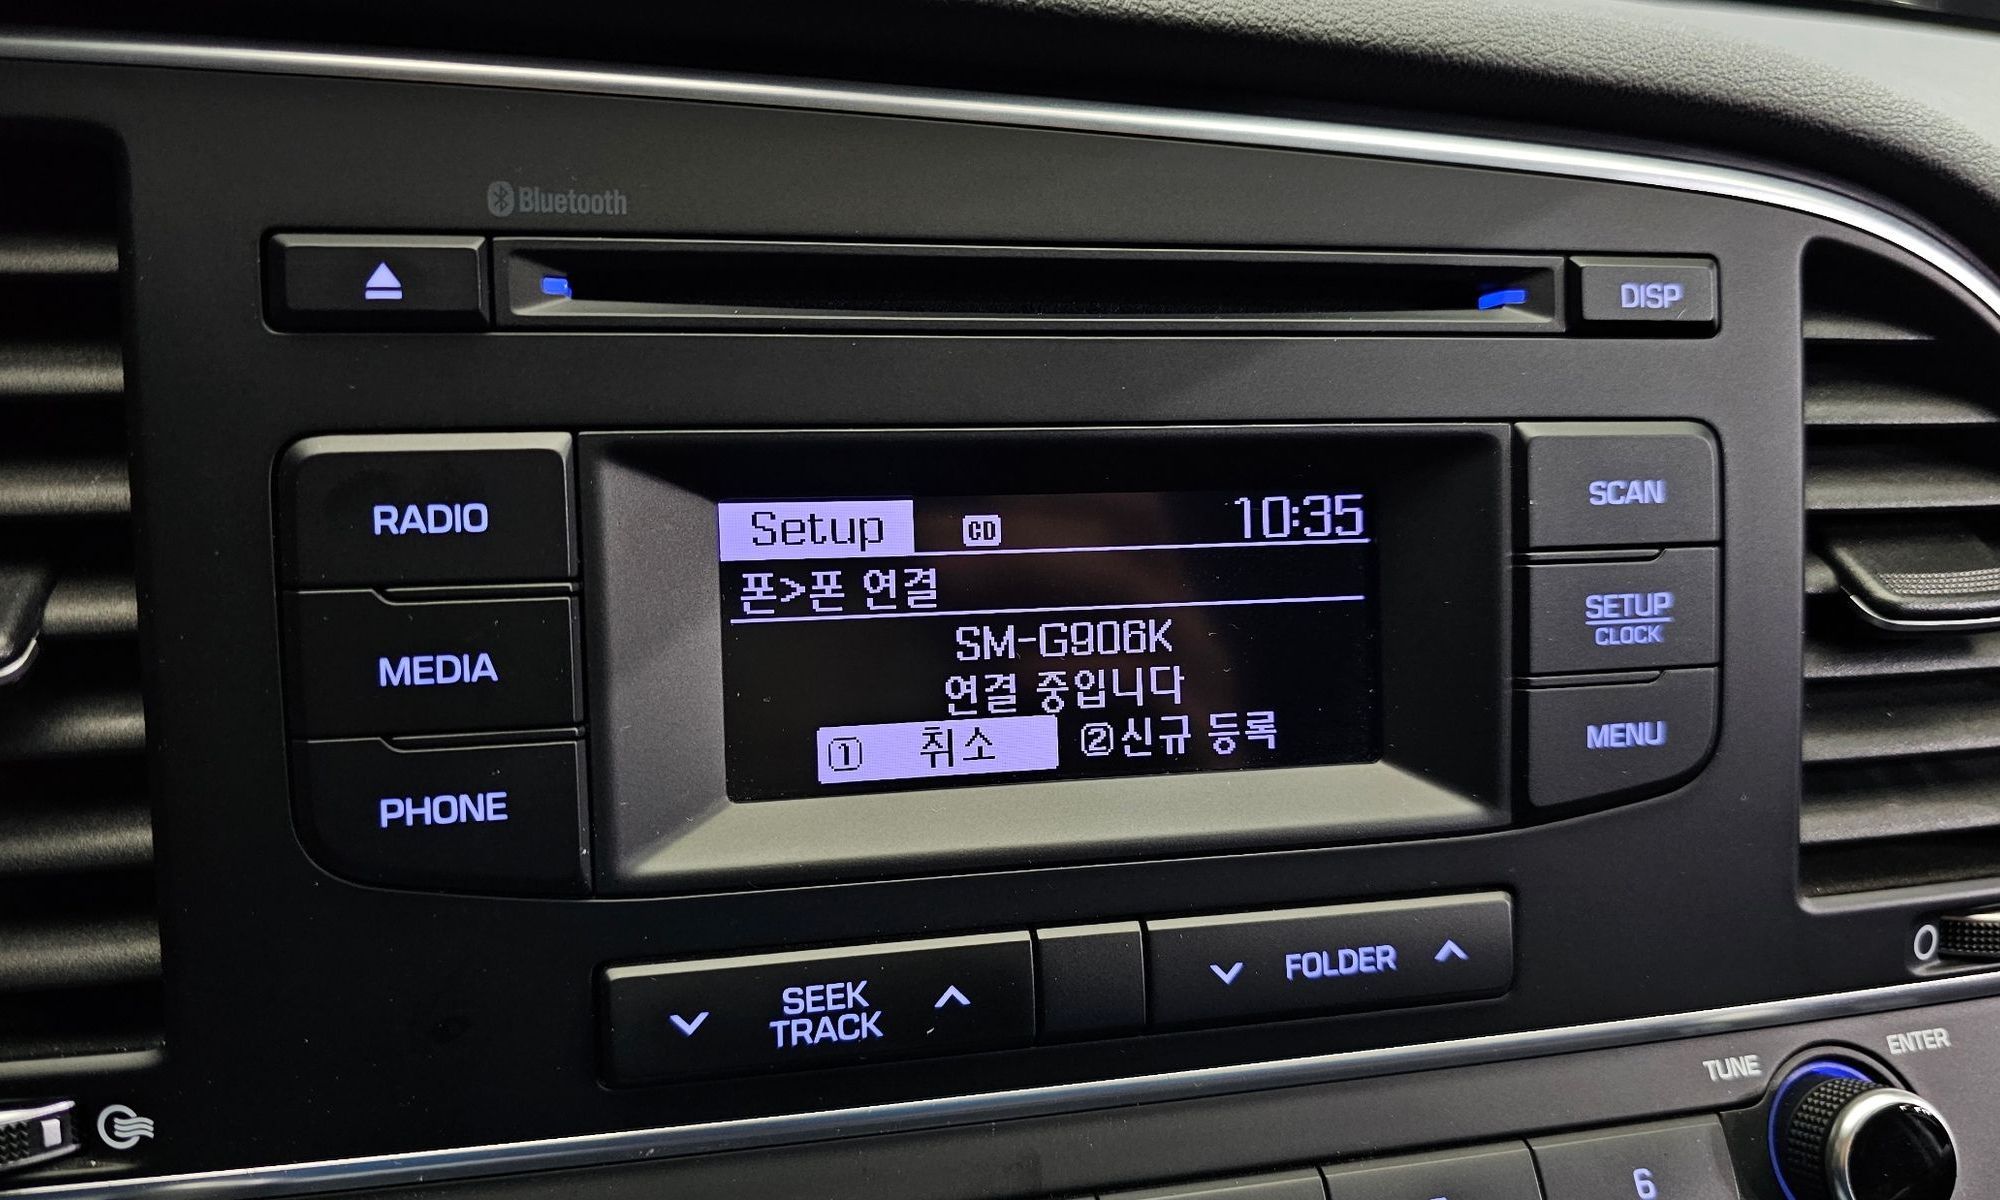 Bluetooth
DISP
RADIO
MEDIA
PHONE
Setup CD 10:35
폰>폰 연결
SM-G906K
연결 중입니다
① 취소 ②신규 등록
SCAN
SETUP
CLOCK
MENU
SEEK
TRACK
FOLDER
TUNE
ENTER
6